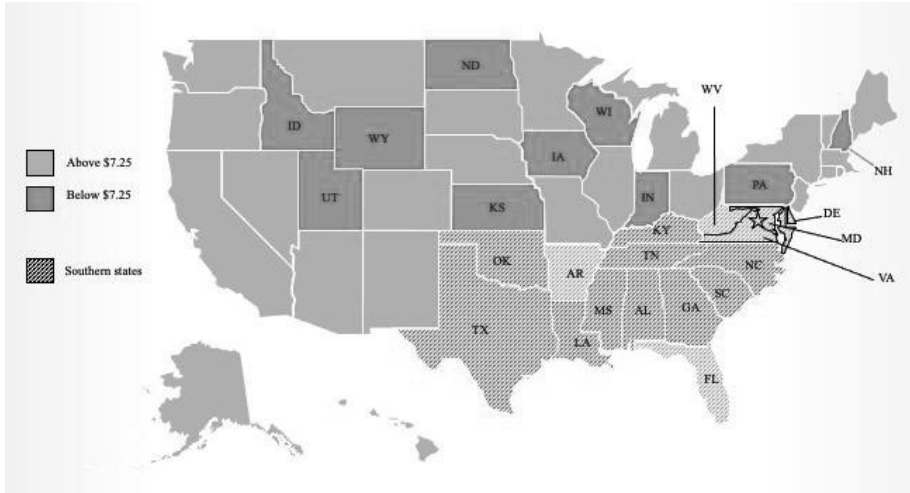 Above $7.25
Below $7.25
Southern states
ND
WV
WI
ID
WY
IA
NH
PA
UT
IN
KS
DE
KY
MD
OK
TN
NC
VA
AR
SC
MS
AL
GA
TX
LA
FL